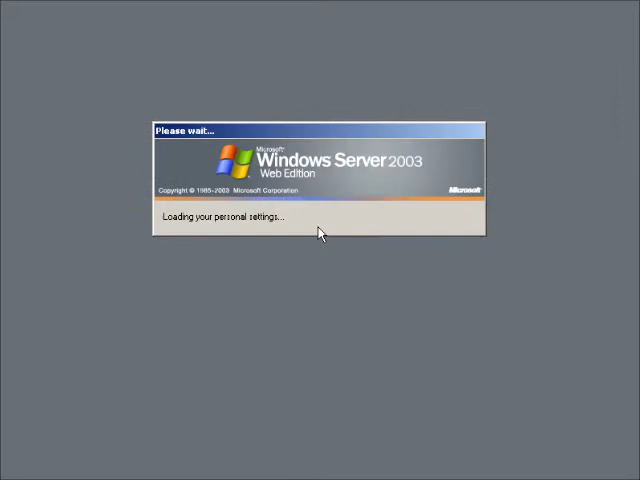 Please wait...
Microsoft®
Windows Server 2003
Web Edition
Copyright © 1985-2003 Microsoft Corporation
Microsoft
Loading your personal settings...